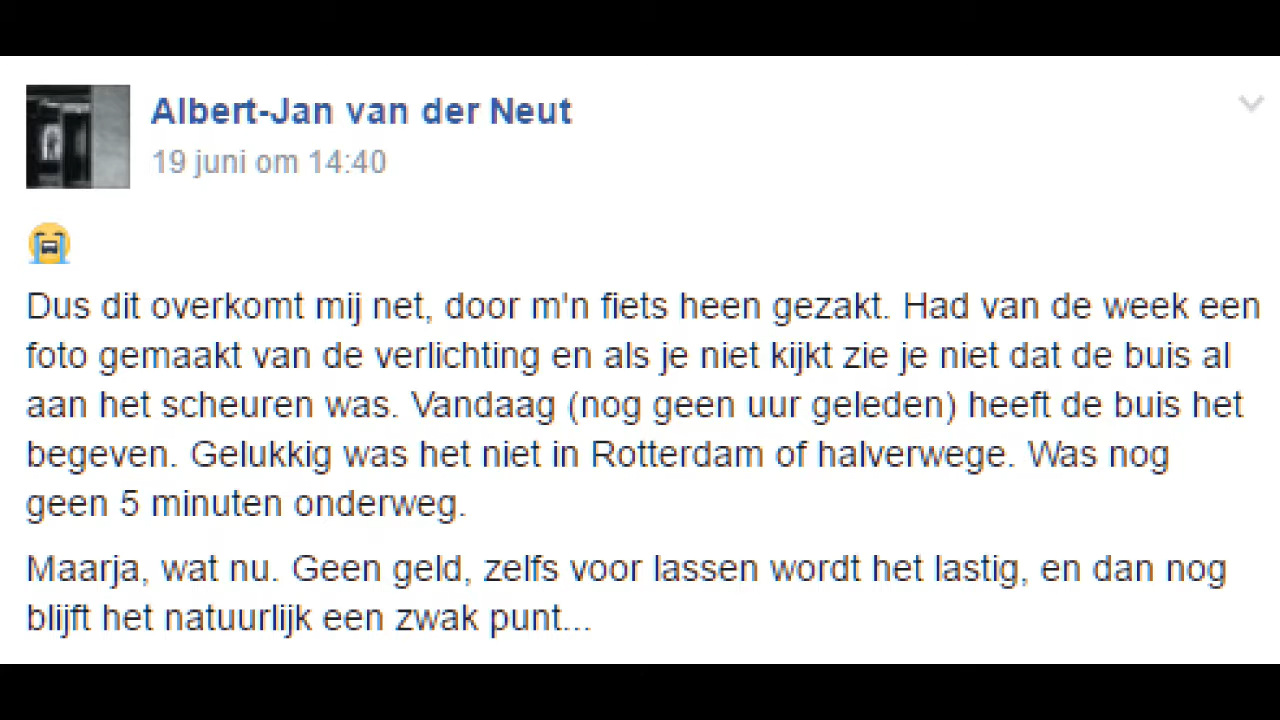 Albert-Jan van der Neut
19 juni om 14:40
Dus dit overkomt mij net, door m'n fiets heen gezakt. Had van de week een
foto gemaakt van de verlichting en als je niet kijkt zie je niet dat de buis al
aan het scheuren was. Vandaag (nog geen uur geleden) heeft de buis het
begeven. Gelukkig was het niet in Rotterdam of halverwege. Was nog
geen 5 minuten onderweg.
Maarja, wat nu. Geen geld, zelfs voor lassen wordt het lastig, en dan nog
blijft het natuurlijk een zwak punt...